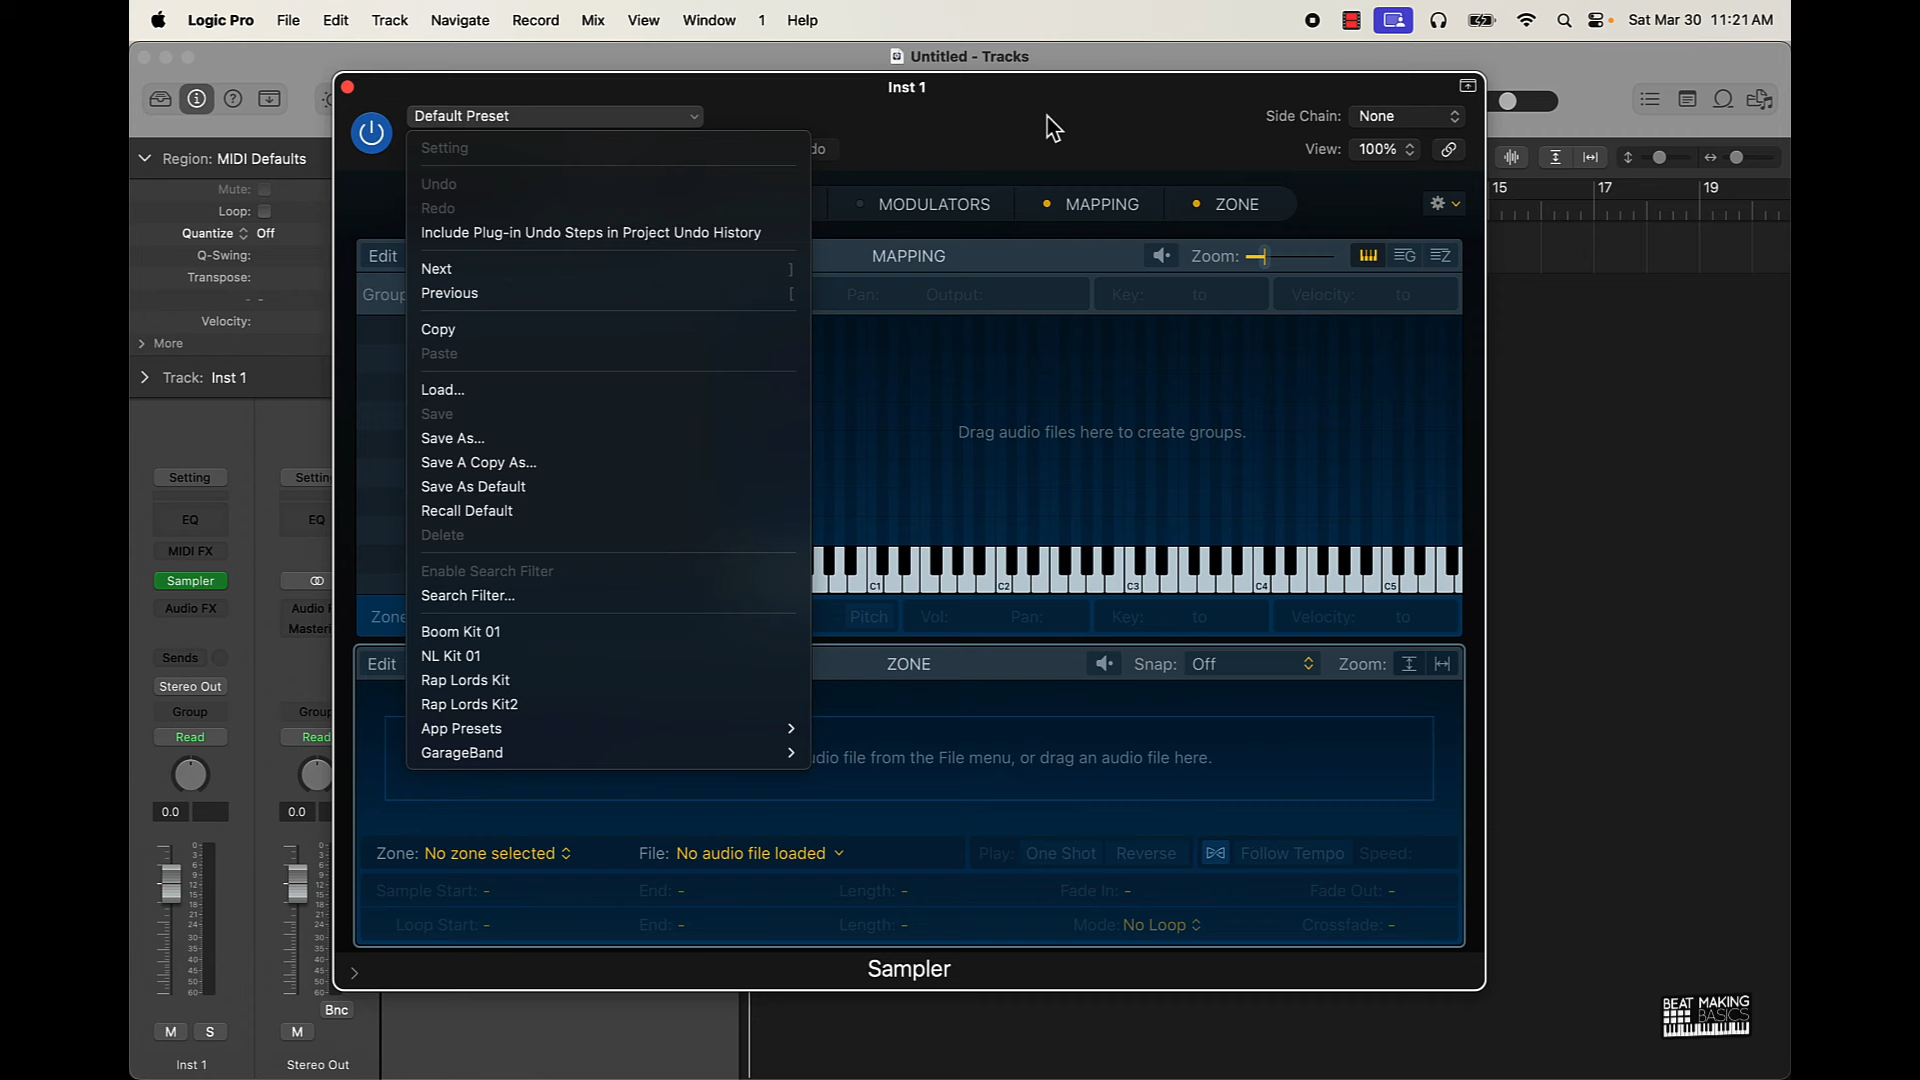 Logic Pro File Edit Track Navigate Record Mix View Window 1 Help
Sat Mar 30 11:21 AM
Untitled - Tracks
Inst 1
Default Preset
Side Chain: None
View: 100%
Region: MIDI Defaults
Mute:
Loop:
Quantize Off
Q-Swing:
Transpose:
- -
Velocity:
More
Track: Inst 1
Setting
Undo
Redo
Include Plug-in Undo Steps in Project Undo History
Next ]
Previous [
Copy
Paste
Load...
Save
Save As...
Save A Copy As...
Save As Default
Recall Default
Delete
Enable Search Filter
Search Filter...
Boom Kit 01
NL Kit 01
Rap Lords Kit
Rap Lords Kit2
App Presets
GarageBand
do
MODULATORS MAPPING ZONE
15 17 19
Edit MAPPING Zoom:
Group Pan: Output: Key: to Velocity: to
Drag audio files here to create groups.
C1 C2 C3 C4 C5
Zone Pitch Vol: Pan: Key: to Velocity: to
Edit ZONE Snap: Off Zoom:
dio file from the File menu, or drag an audio file here.
Zone: No zone selected File: No audio file loaded Play: One Shot Reverse Follow Tempo Speed:
Sample Start: - End: - Length: - Fade In: - Fade Out: -
Loop Start: - End: - Length: - Mode: No Loop Crossfade: -
Sampler
Setting
EQ
MIDI FX
Sampler
Audio FX
Sends
Stereo Out
Group
Read
0.0
M S
Inst 1
Settin
EQ
Audio F
Masteri
Group
Read
0.0
Bnc
M
Stereo Out
BEAT MAKING
BASICS